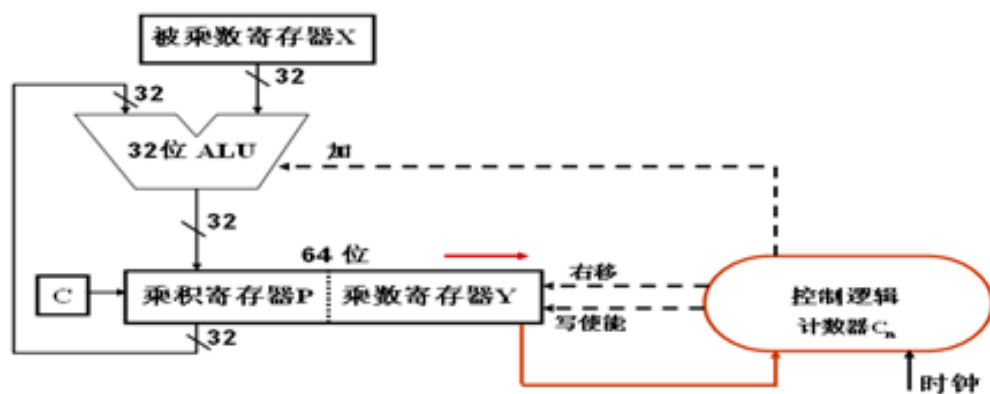 被乘数寄存器X
32
32
32位 ALU
加
32
64 位
C
乘积寄存器P
乘数寄存器Y
右移
写使能
控制逻辑
计数器Cn
32
时钟